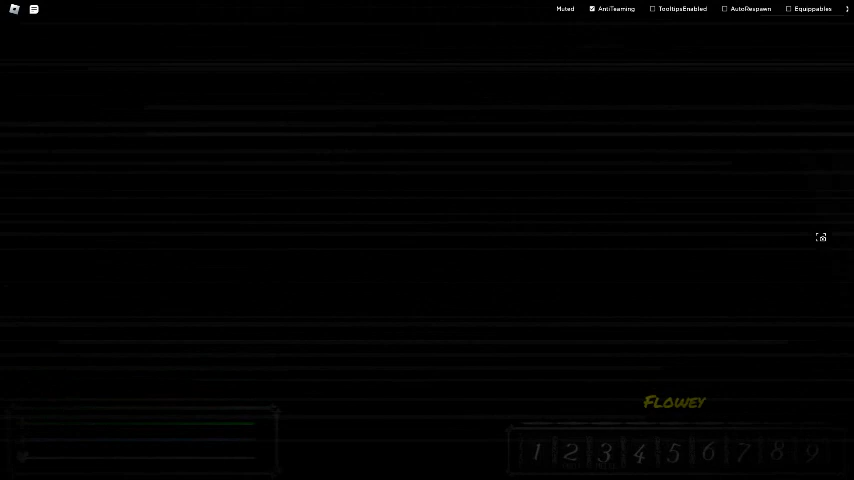 Muted AntiTeaming TooltipsEnabled AutoRespawn Equippables
Flowey
1 2 3 4 5 6 7 8 9